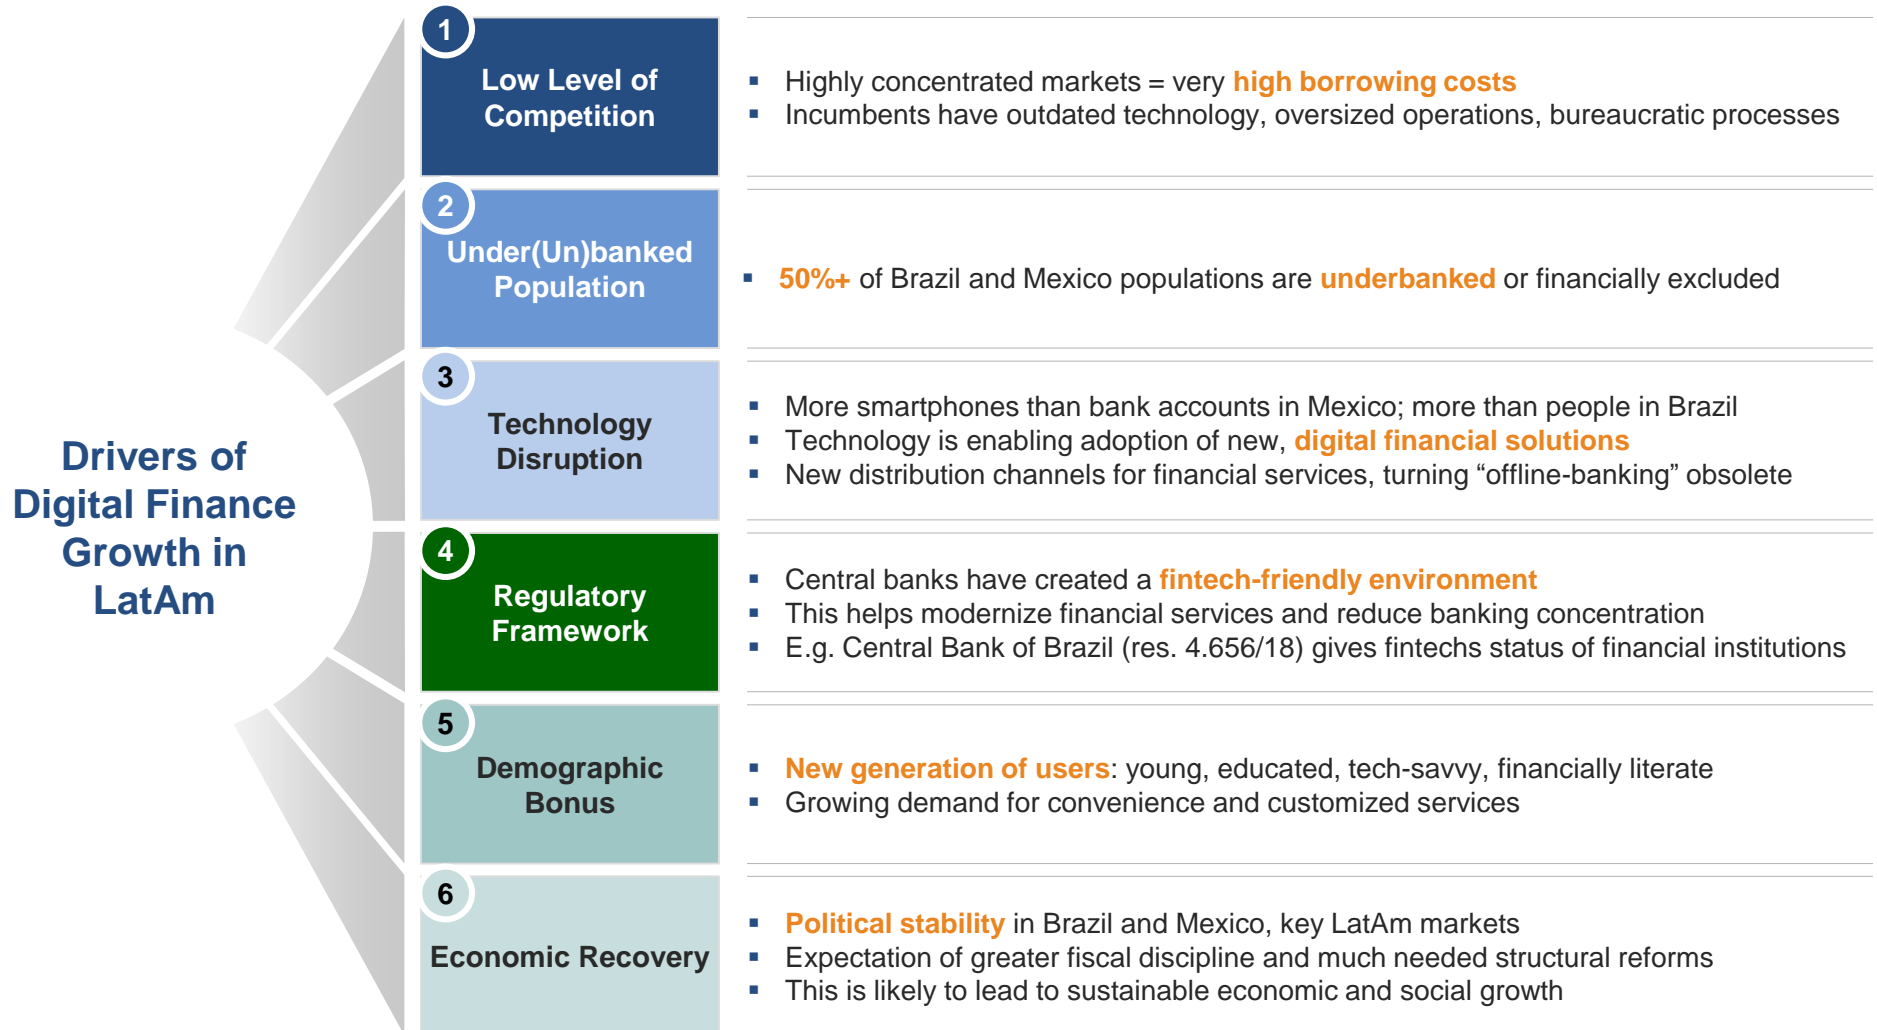 Drivers of
Digital Finance
Growth in
LatAm
1
Low Level of
Competition
▪ Highly concentrated markets = very high borrowing costs
▪ Incumbents have outdated technology, oversized operations, bureaucratic processes
2
Under(Un)banked
Population
▪ 50%+ of Brazil and Mexico populations are underbanked or financially excluded
3
Technology
Disruption
▪ More smartphones than bank accounts in Mexico; more than people in Brazil
▪ Technology is enabling adoption of new, digital financial solutions
▪ New distribution channels for financial services, turning “offline-banking” obsolete
4
Regulatory
Framework
▪ Central banks have created a fintech-friendly environment
▪ This helps modernize financial services and reduce banking concentration
▪ E.g. Central Bank of Brazil (res. 4.656/18) gives fintechs status of financial institutions
5
Demographic
Bonus
▪ New generation of users: young, educated, tech-savvy, financially literate
▪ Growing demand for convenience and customized services
6
Economic Recovery
▪ Political stability in Brazil and Mexico, key LatAm markets
▪ Expectation of greater fiscal discipline and much needed structural reforms
▪ This is likely to lead to sustainable economic and social growth